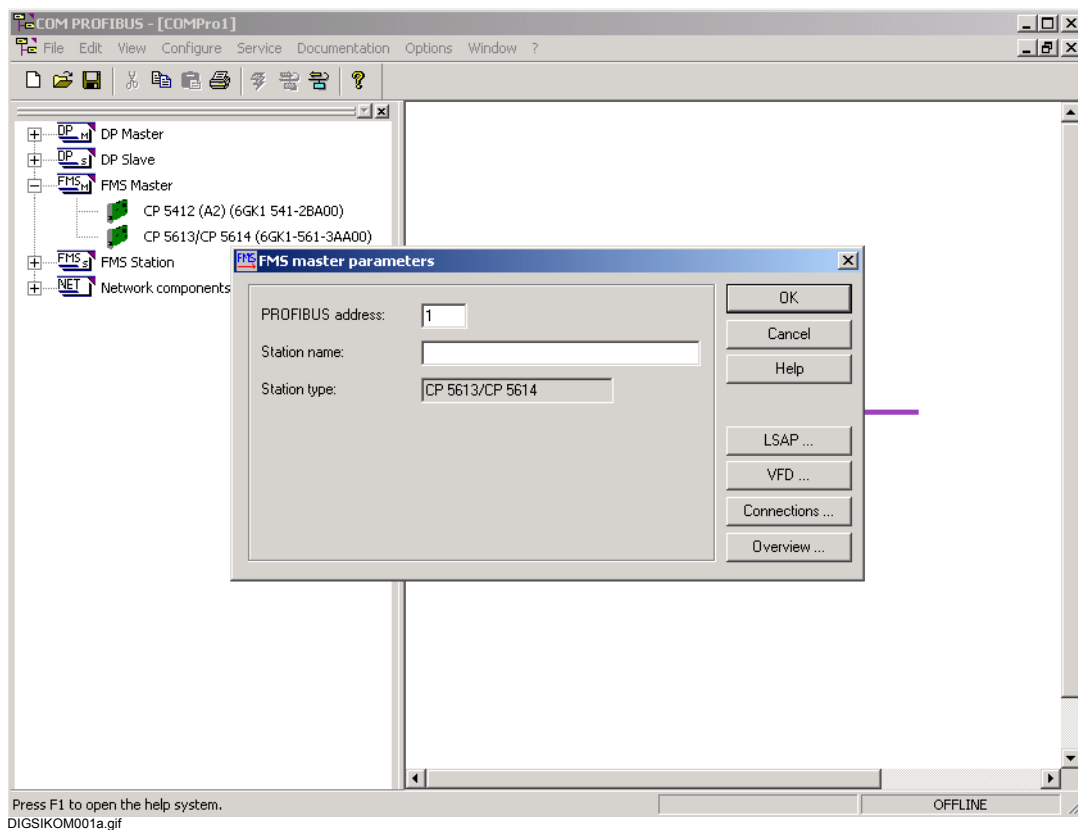 COM PROFIBUS - [COMPro1]
File Edit View Configure Service Documentation Options Window ?
DP M DP Master
DP s DP Slave
FMS M FMS Master
CP 5412 (A2) (6GK1 541-2BA00)
CP 5613/CP 5614 (6GK1-561-3AA00)
FMS s FMS Station
NET Network components
FMS FMS master parameters
PROFIBUS address: 1
Station name:
Station type: CP 5613/CP 5614
OK
Cancel
Help
LSAP ...
VFD ...
Connections ...
Overview ...
Press F1 to open the help system.
OFFLINE
DIGSIKOM001a.gif